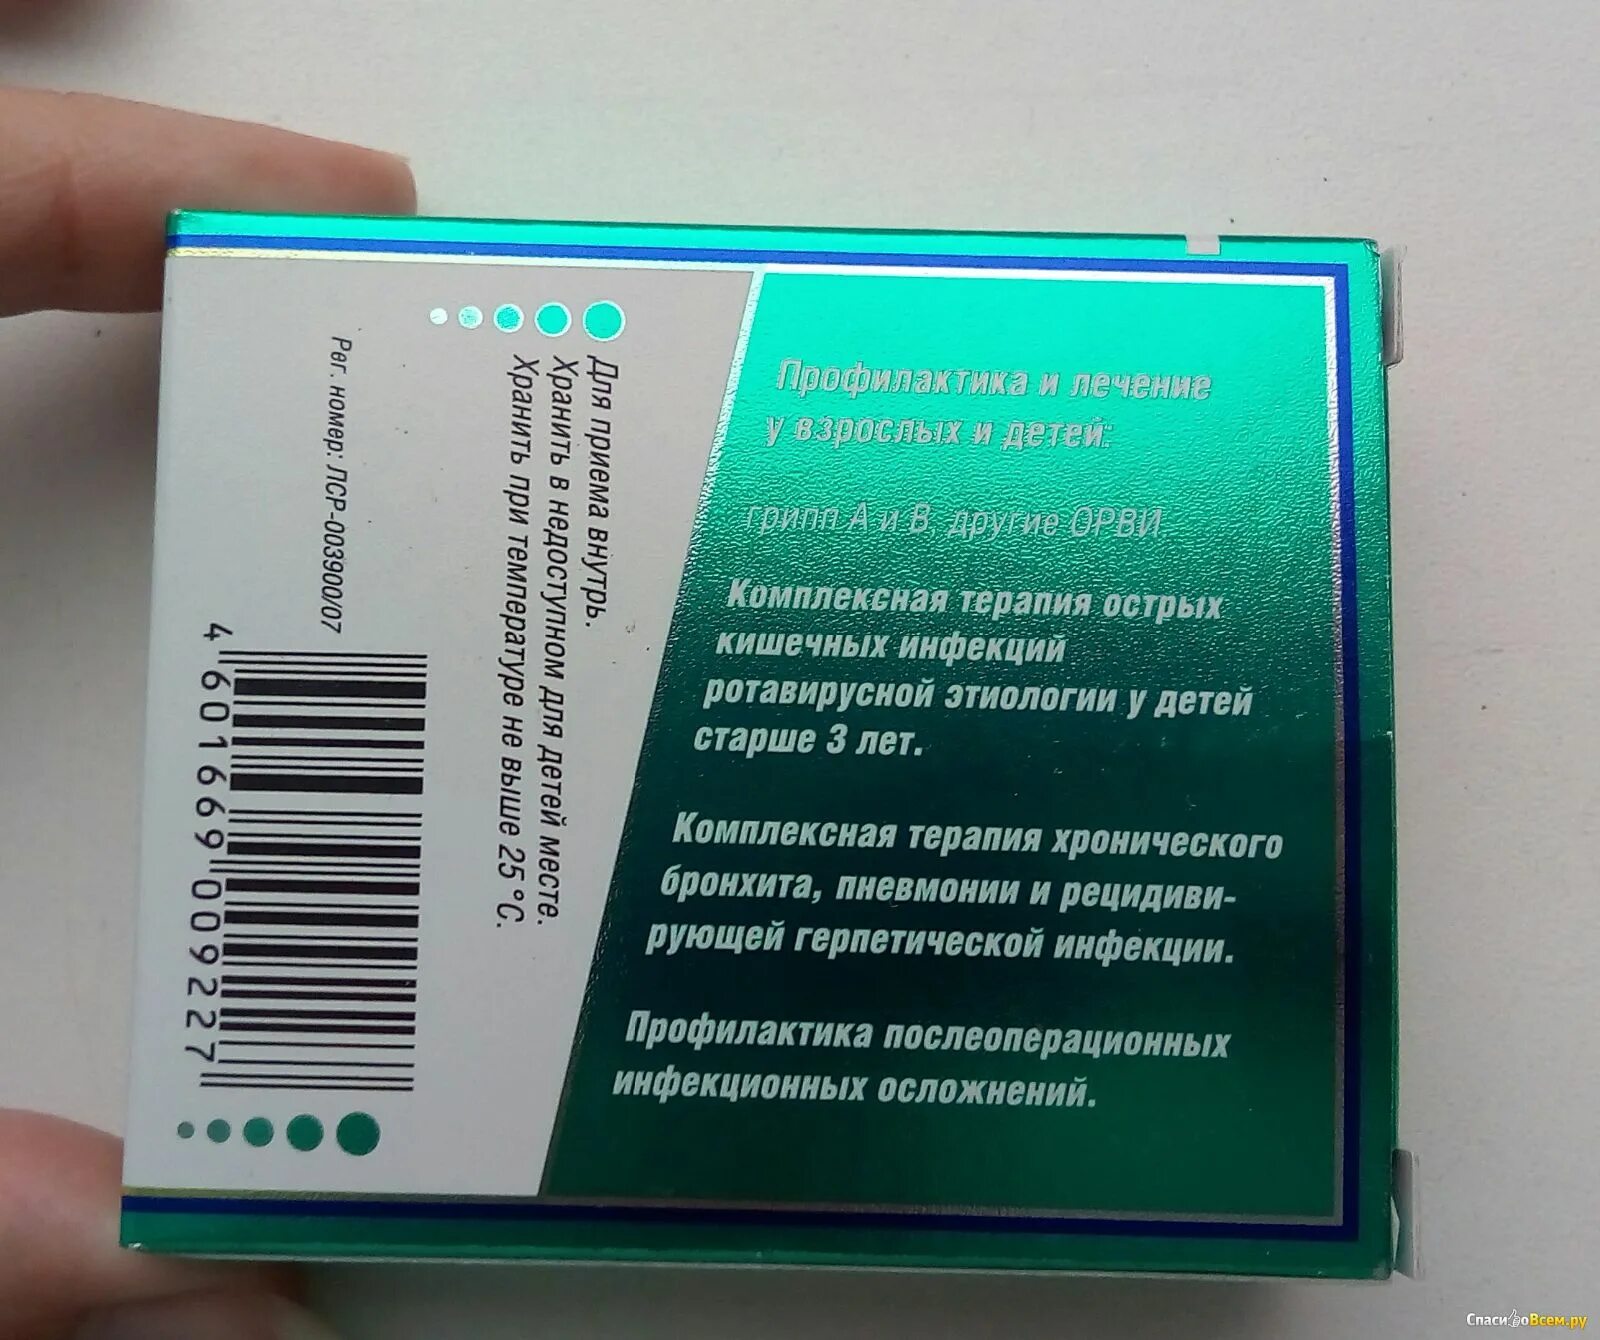 Профилактика и лечение
у взрослых и детей:
грипп А и В, другие ОРВИ
Комплексная терапия острых
кишечных инфекций
ротавирусной этиологии у детей
старше 3 лет.
Комплексная терапия хронического
бронхита, пневмонии и рецидиви-
рующей герпетической инфекции.
Профилактика послеоперационных
инфекционных осложнений.
Для приема внутрь.
Хранить в недоступном для детей месте.
Хранить при температуре не выше 25 °С.
Рег. номер: ЛСР-003900/07
4 601669 009227
СпасибоВсем.ру